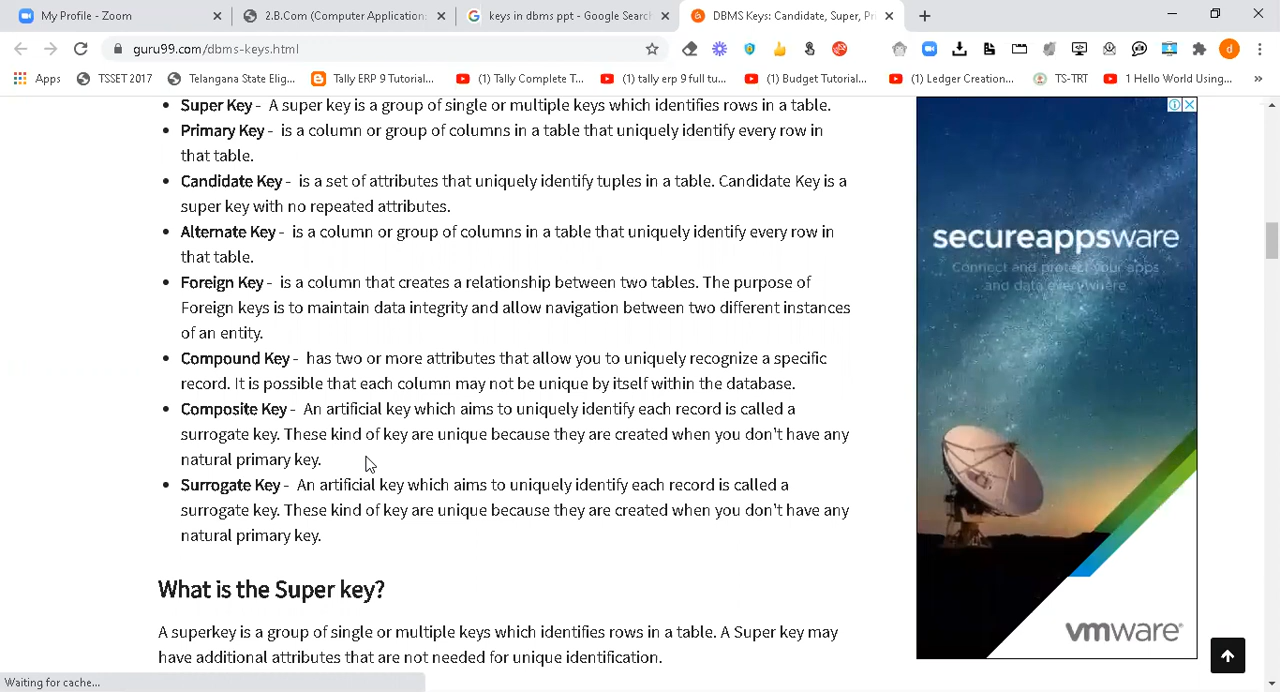 My Profile - Zoom
2.B.Com (Computer Application:
keys in dbms ppt - Google Search
DBMS Keys: Candidate, Super, Pri
guru99.com/dbms-keys.html
d
Apps
TSSET 2017
Telangana State Elig...
Tally ERP 9 Tutorial...
(1) Tally Complete T...
(1) tally erp 9 full tu...
(1) Budget Tutorial...
(1) Ledger Creation...
TS-TRT
1 Hello World Using...
»
Super Key - A super key is a group of single or multiple keys which identifies rows in a table.
Primary Key - is a column or group of columns in a table that uniquely identify every row in
that table.
Candidate Key - is a set of attributes that uniquely identify tuples in a table. Candidate Key is a
super key with no repeated attributes.
Alternate Key - is a column or group of columns in a table that uniquely identify every row in
that table.
Foreign Key - is a column that creates a relationship between two tables. The purpose of
Foreign keys is to maintain data integrity and allow navigation between two different instances
of an entity.
Compound Key - has two or more attributes that allow you to uniquely recognize a specific
record. It is possible that each column may not be unique by itself within the database.
Composite Key - An artificial key which aims to uniquely identify each record is called a
surrogate key. These kind of key are unique because they are created when you don't have any
natural primary key.
Surrogate Key - An artificial key which aims to uniquely identify each record is called a
surrogate key. These kind of key are unique because they are created when you don't have any
natural primary key.
What is the Super key?
A superkey is a group of single or multiple keys which identifies rows in a table. A Super key may
have additional attributes that are not needed for unique identification.
secureappsware
Connect and protect your apps
and data everywhere.
vmware
Waiting for cache...